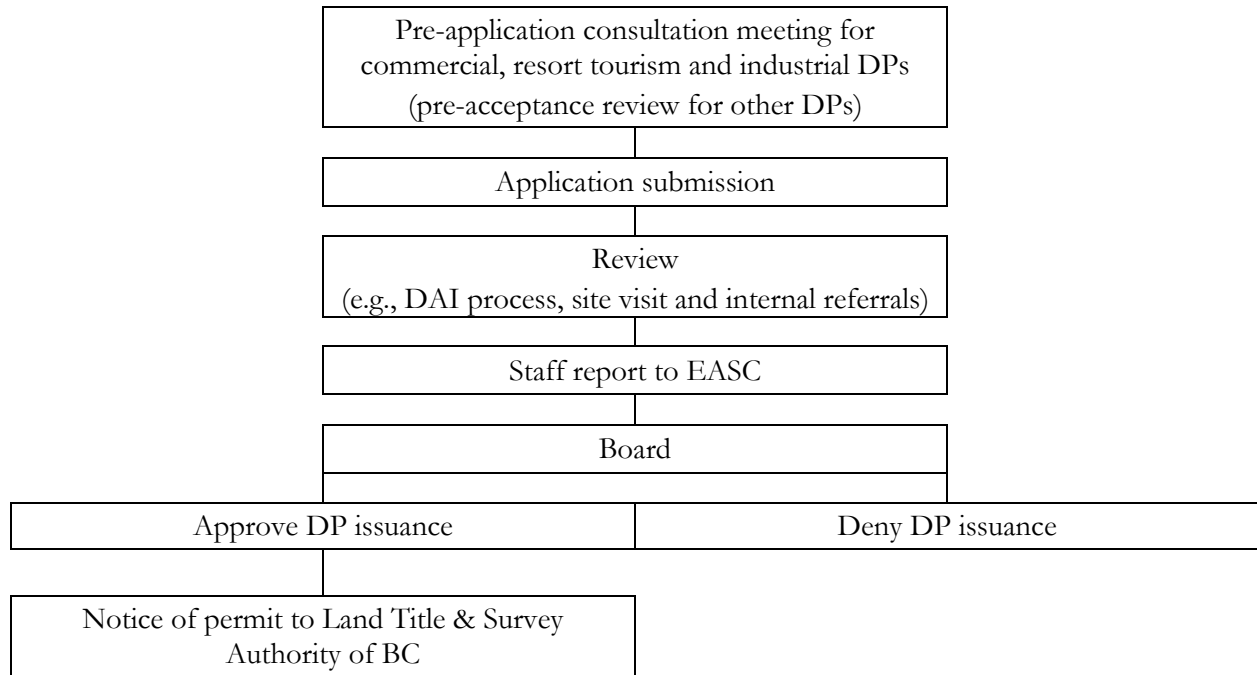 Pre-application consultation meeting for
commercial, resort tourism and industrial DPs
(pre-acceptance review for other DPs)
Application submission
Review
(e.g., DAI process, site visit and internal referrals)
Staff report to EASC
Board
Approve DP issuance
Deny DP issuance
Notice of permit to Land Title & Survey
Authority of BC